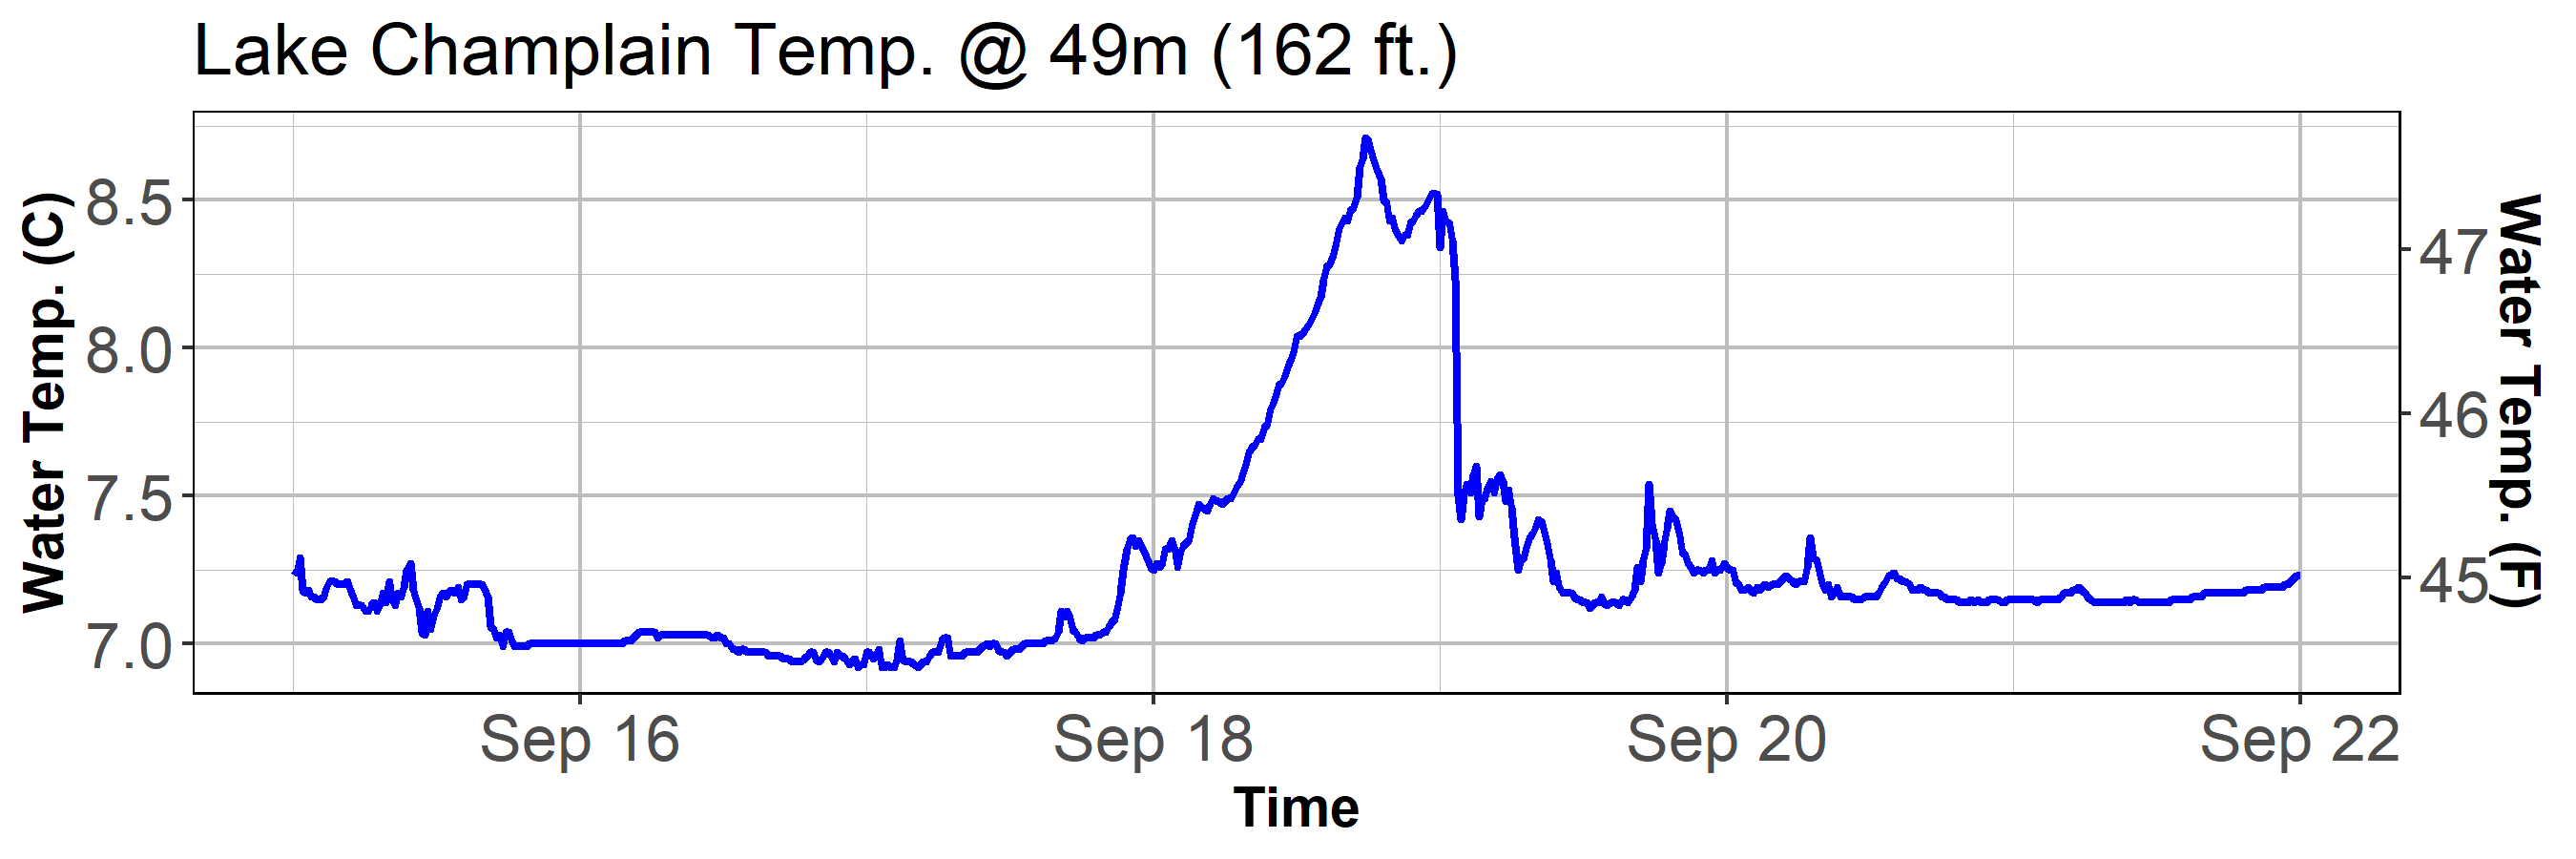 Lake Champlain Temp. @ 49m (162 ft.)
Water Temp. (C)
8.5
8.0
7.5
7.0
47
46
45
Water Temp. (F)
Sep 16 Sep 18 Sep 20 Sep 22
Time